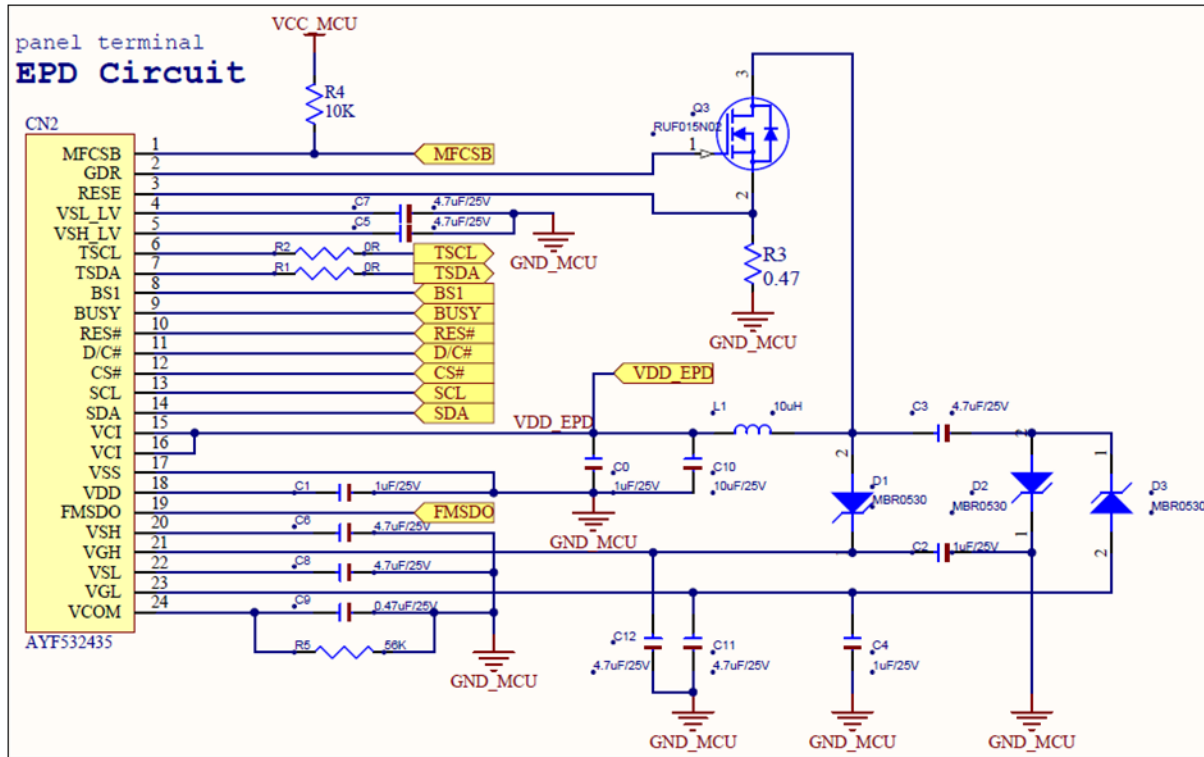 panel terminal
EPD Circuit
VCC_MCU
R4
10K
CN2
MFCSB 1 MFCSB
GDR 2
RESE 3
VSL_LV 4 C7 4.7uF/25V
VSH_LV 5 C5 4.7uF/25V
GND_MCU
TSCL 6 R2 0R TSCL
TSDA 7 R1 0R TSDA
BS1 8 BS1
BUSY 9 BUSY
RES# 10 RES#
D/C# 11 D/C#
CS# 12 CS#
SCL 13 SCL
SDA 14 SDA
VCI 15
VCI 16
VSS 17
VDD 18 C1 1uF/25V
FMSDO 19 FMSDO
VSH 20 C6 4.7uF/25V
VGH 21
VSL 22 C8 4.7uF/25V
VGL 23
VCOM 24 C9 0.47uF/25V
R5 56K
AYF532435
GND_MCU
3
Q3
RUF015N02
1
2
R3
0.47
GND_MCU
VDD_EPD
VDD_EPD
L1 10uH
C3 4.7uF/25V
C0
1uF/25V
C10
10uF/25V
GND_MCU
2
D1
MBR0530
1
2
D2
MBR0530
1
1
D3
MBR0530
2
C2 1uF/25V
C12
4.7uF/25V
C11
4.7uF/25V
C4
1uF/25V
GND_MCU
GND_MCU
GND_MCU